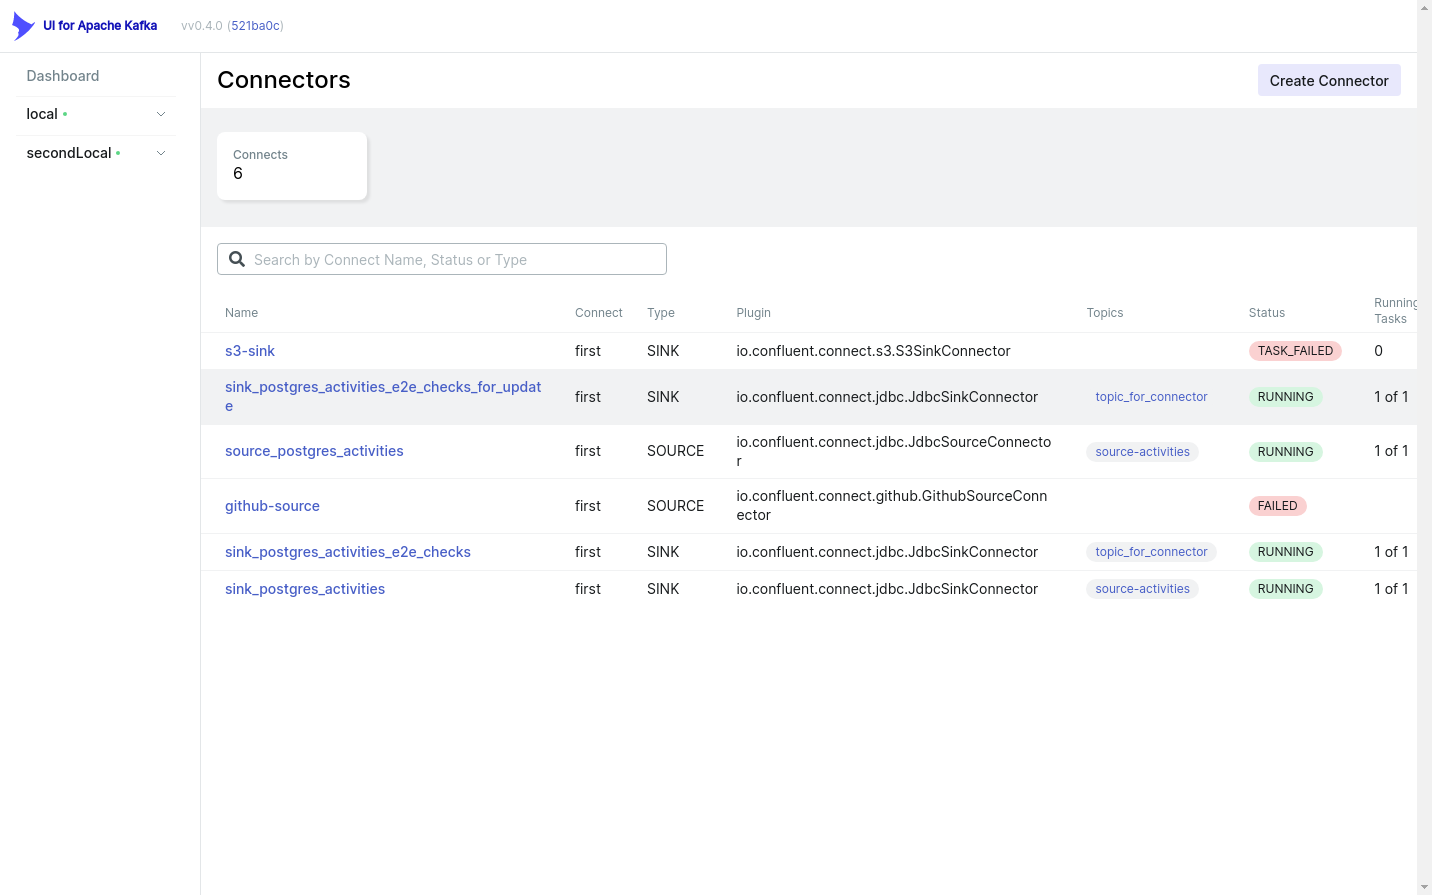 UI for Apache Kafka
vv0.4.0 (521ba0c)
Dashboard
local
secondLocal
Connectors
Create Connector
Connects
6
Search by Connect Name, Status or Type
Name Connect Type Plugin Topics Status Running
Tasks
s3-sink first SINK io.confluent.connect.s3.S3SinkConnector TASK_FAILED 0
sink_postgres_activities_e2e_checks_for_updat
e
first SINK io.confluent.connect.jdbc.JdbcSinkConnector topic_for_connector RUNNING 1 of 1
source_postgres_activities first SOURCE io.confluent.connect.jdbc.JdbcSourceConnecto
r
source-activities RUNNING 1 of 1
github-source first SOURCE io.confluent.connect.github.GithubSourceConn
ector
FAILED
sink_postgres_activities_e2e_checks first SINK io.confluent.connect.jdbc.JdbcSinkConnector topic_for_connector RUNNING 1 of 1
sink_postgres_activities first SINK io.confluent.connect.jdbc.JdbcSinkConnector source-activities RUNNING 1 of 1